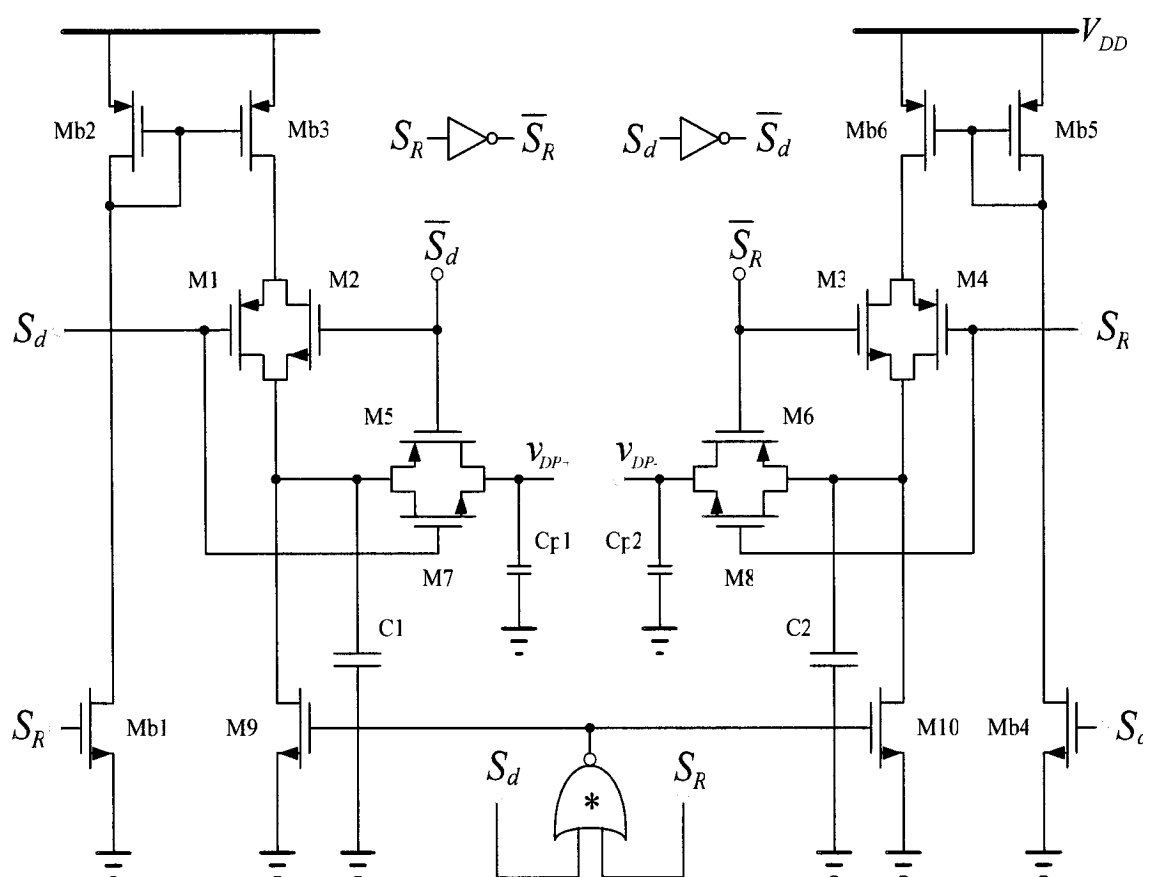 V_DD
Mb2
Mb3
S_R
S̅_R
S_d
S̅_d
Mb6
Mb5
S̅_d
S̅_R
M1
M2
M3
M4
S_d
S_R
M5
M6
v_DP+
v_DP-
Cp1
Cp2
M7
M8
C1
C2
S_R
Mb1
M9
M10
Mb4
S_d
S_R
*